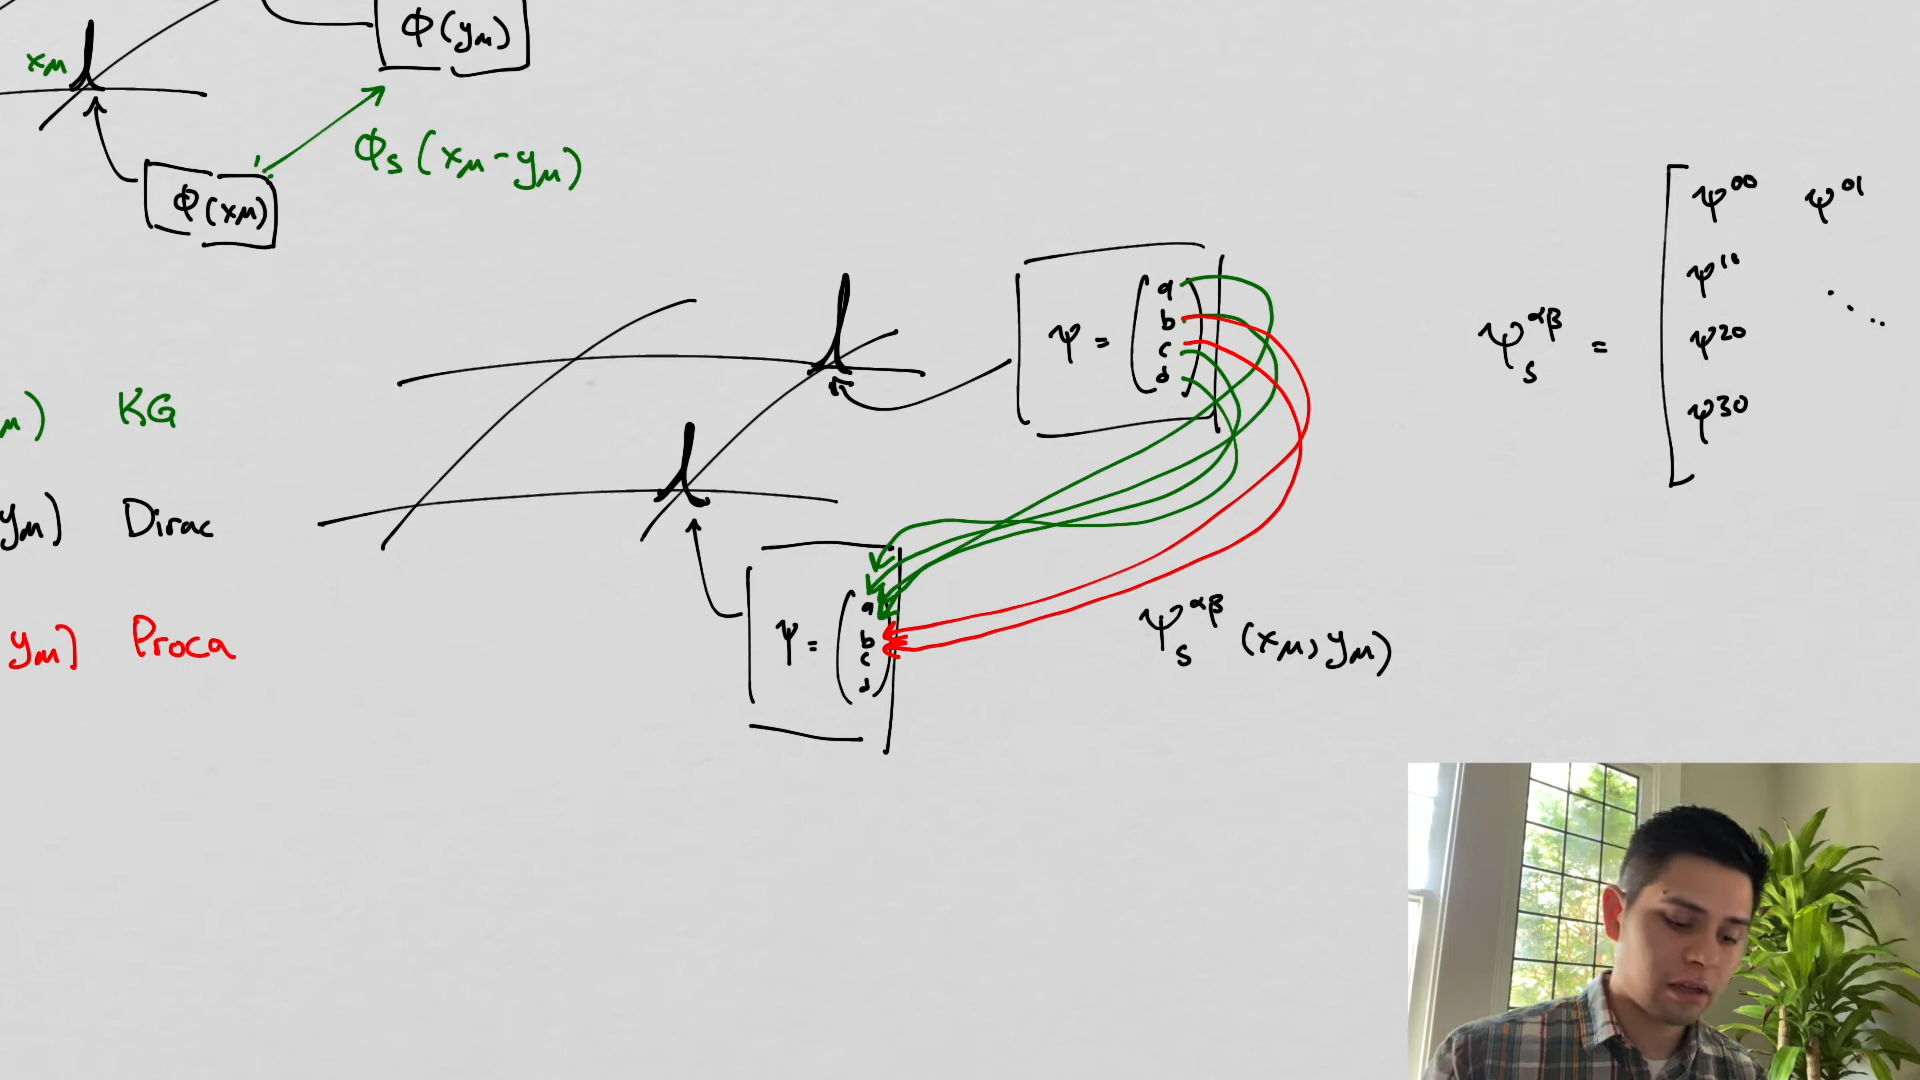 Φ(yμ)
xμ
Φs(xμ-yμ)
Φ(xμ)
ψ = (a b c d)
ψs^αβ = [ψ^00 ψ^01
ψ^10 ⋱
ψ^20
ψ^30
μ) KG
yμ) Dirac
yμ) Proca
ψ = (a b c d)
ψs^αβ (xμ, yμ)